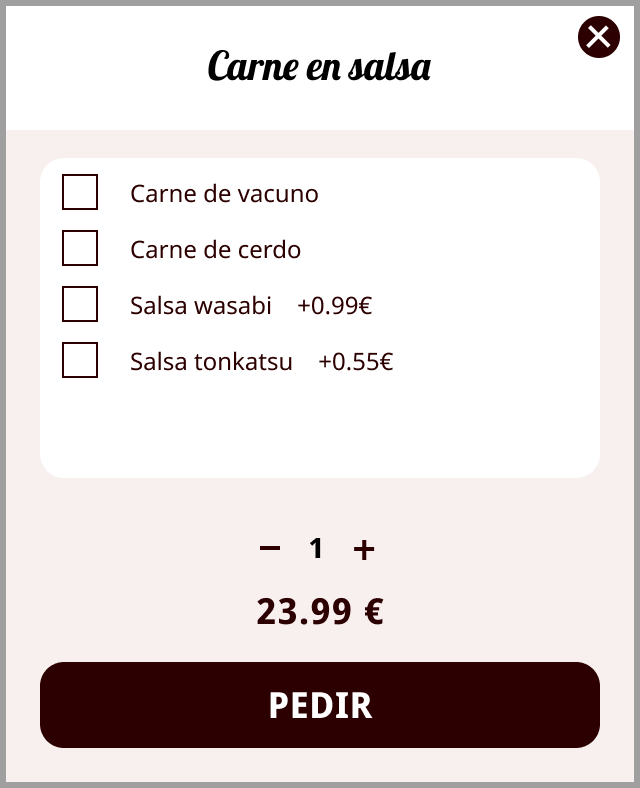 Carne en salsa
Carne de vacuno
Carne de cerdo
Salsa wasabi +0.99€
Salsa tonkatsu +0.55€
1
23.99 €
PEDIR